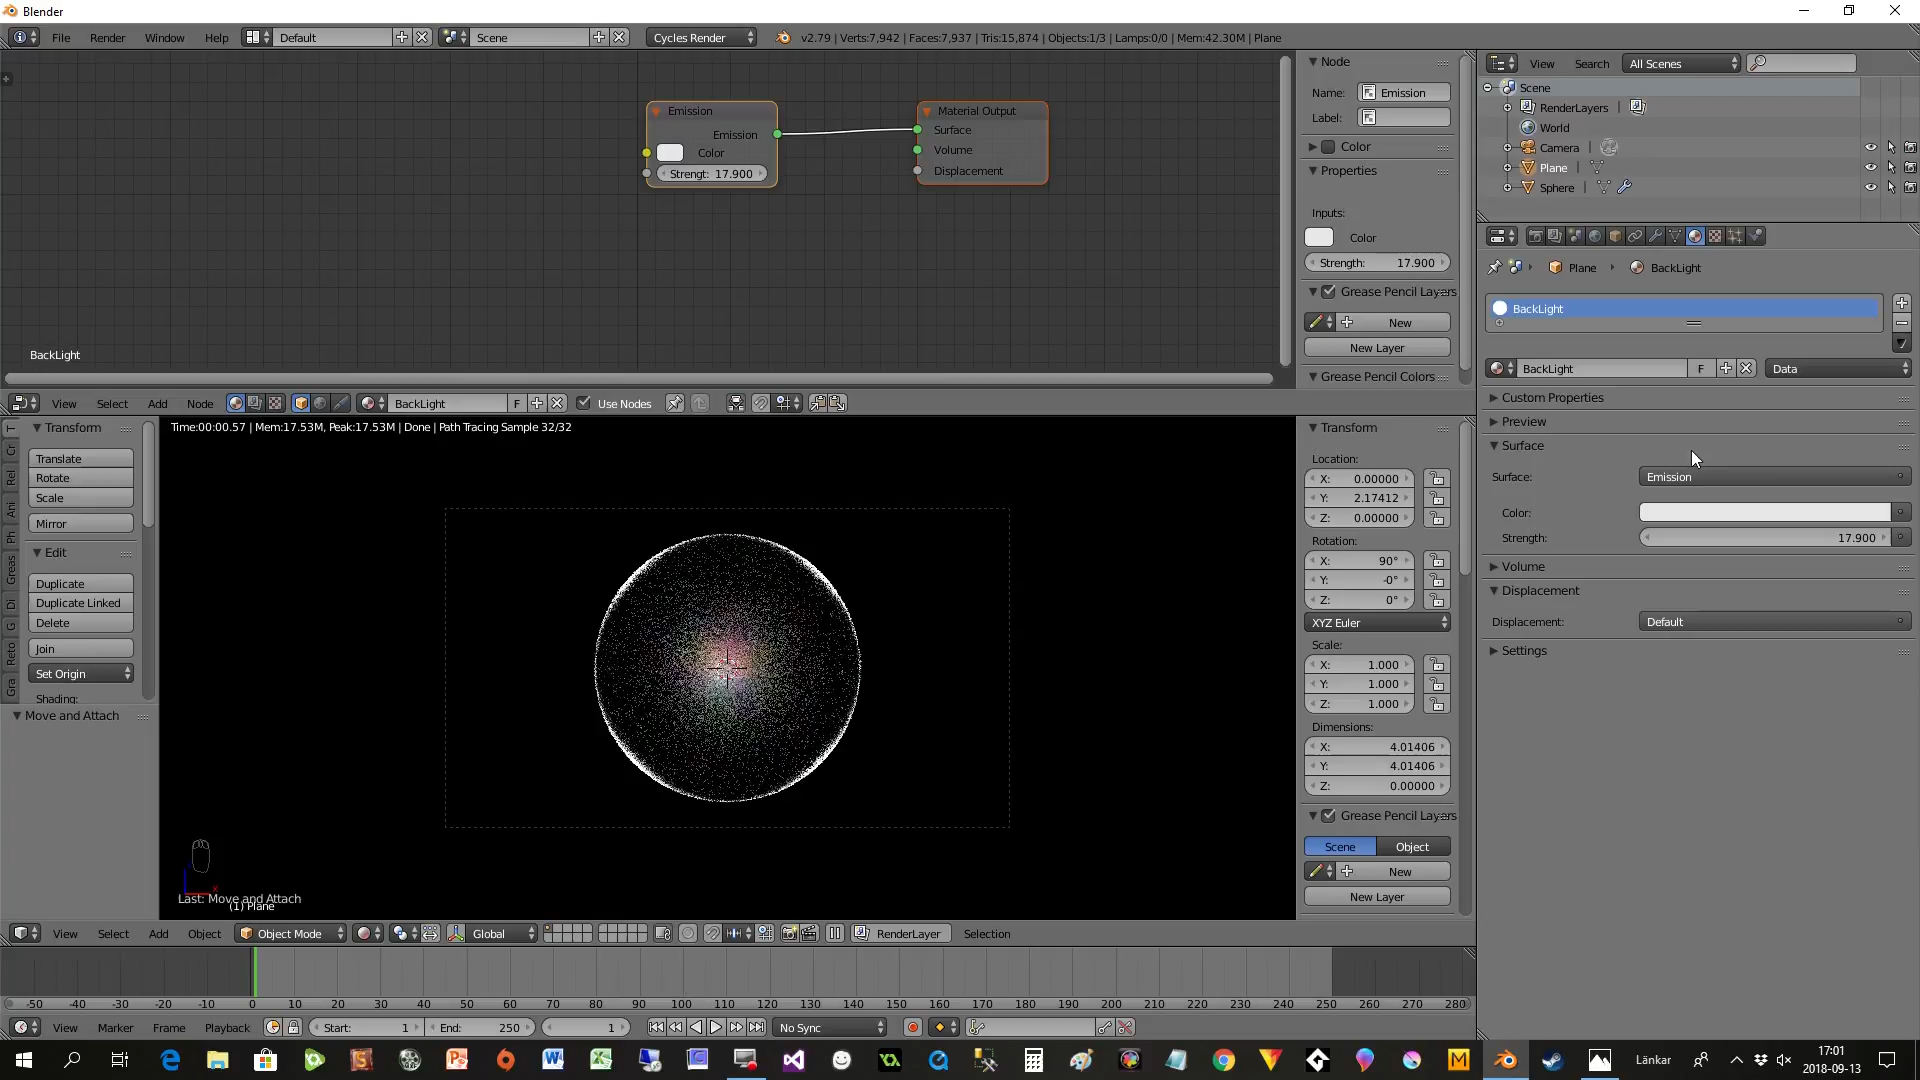 Blender
File Render Window Help Default Scene Cycles Render v2.79 | Verts:7,942 | Faces:7,937 | Tris:15,874 | Objects:1/3 | Lamps:0/0 | Mem:42.30M | Plane
Emission
Emission
Color
Strengt: 17.900
Material Output
Surface
Volume
Displacement
BackLight
Node
Name: Emission
Label:
Color
Properties
Inputs:
Color
Strength: 17.900
Grease Pencil Layers
New
New Layer
Grease Pencil Colors
View Select Add Node BackLight F Use Nodes
View Search All Scenes
Scene
RenderLayers
World
Camera
Plane
Sphere
Plane BackLight
BackLight
BackLight F Data
Custom Properties
Preview
Surface
Surface: Emission
Color:
Strength: 17.900
Volume
Displacement
Displacement: Default
Settings
T
Cr
Rel
Ani
Ph
Greas
Di
G
Reto
Gra
Transform
Translate
Rotate
Scale
Mirror
Edit
Duplicate
Duplicate Linked
Delete
Join
Set Origin
Shading:
Move and Attach
Time:00:00.57 | Mem:17.53M, Peak:17.53M | Done | Path Tracing Sample 32/32
Last: Move and Attach
(1) Plane
Transform
Location:
X: 0.00000
Y: 2.17412
Z: 0.00000
Rotation:
X: 90°
Y: -0°
Z: 0°
XYZ Euler
Scale:
X: 1.000
Y: 1.000
Z: 1.000
Dimensions:
X: 4.01406
Y: 4.01406
Z: 0.00000
Grease Pencil Layers
Scene Object
New
New Layer
View Select Add Object Object Mode Global RenderLayer Selection
-50 -40 -30 -20 -10 0 10 20 30 40 50 60 70 80 90 100 110 120 130 140 150 160 170 180 190 200 210 220 230 240 250 260 270 280
View Marker Frame Playback Start: 1 End: 250 1 No Sync
Länkar
17:01
2018-09-13